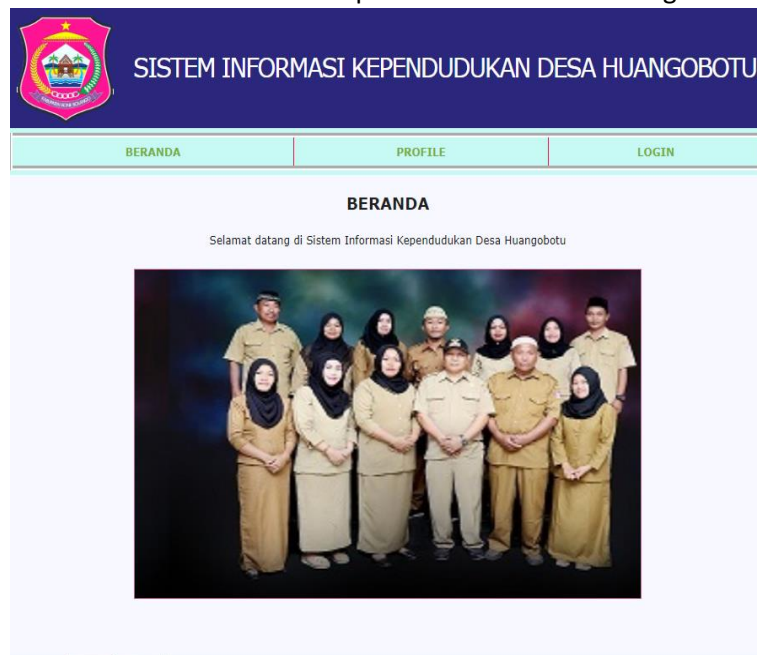 SISTEM INFORMASI KEPENDUDUKAN DESA HUANGOBOTU
BERANDA
PROFILE
LOGIN
BERANDA
Selamat datang di Sistem Informasi Kependudukan Desa Huangobotu